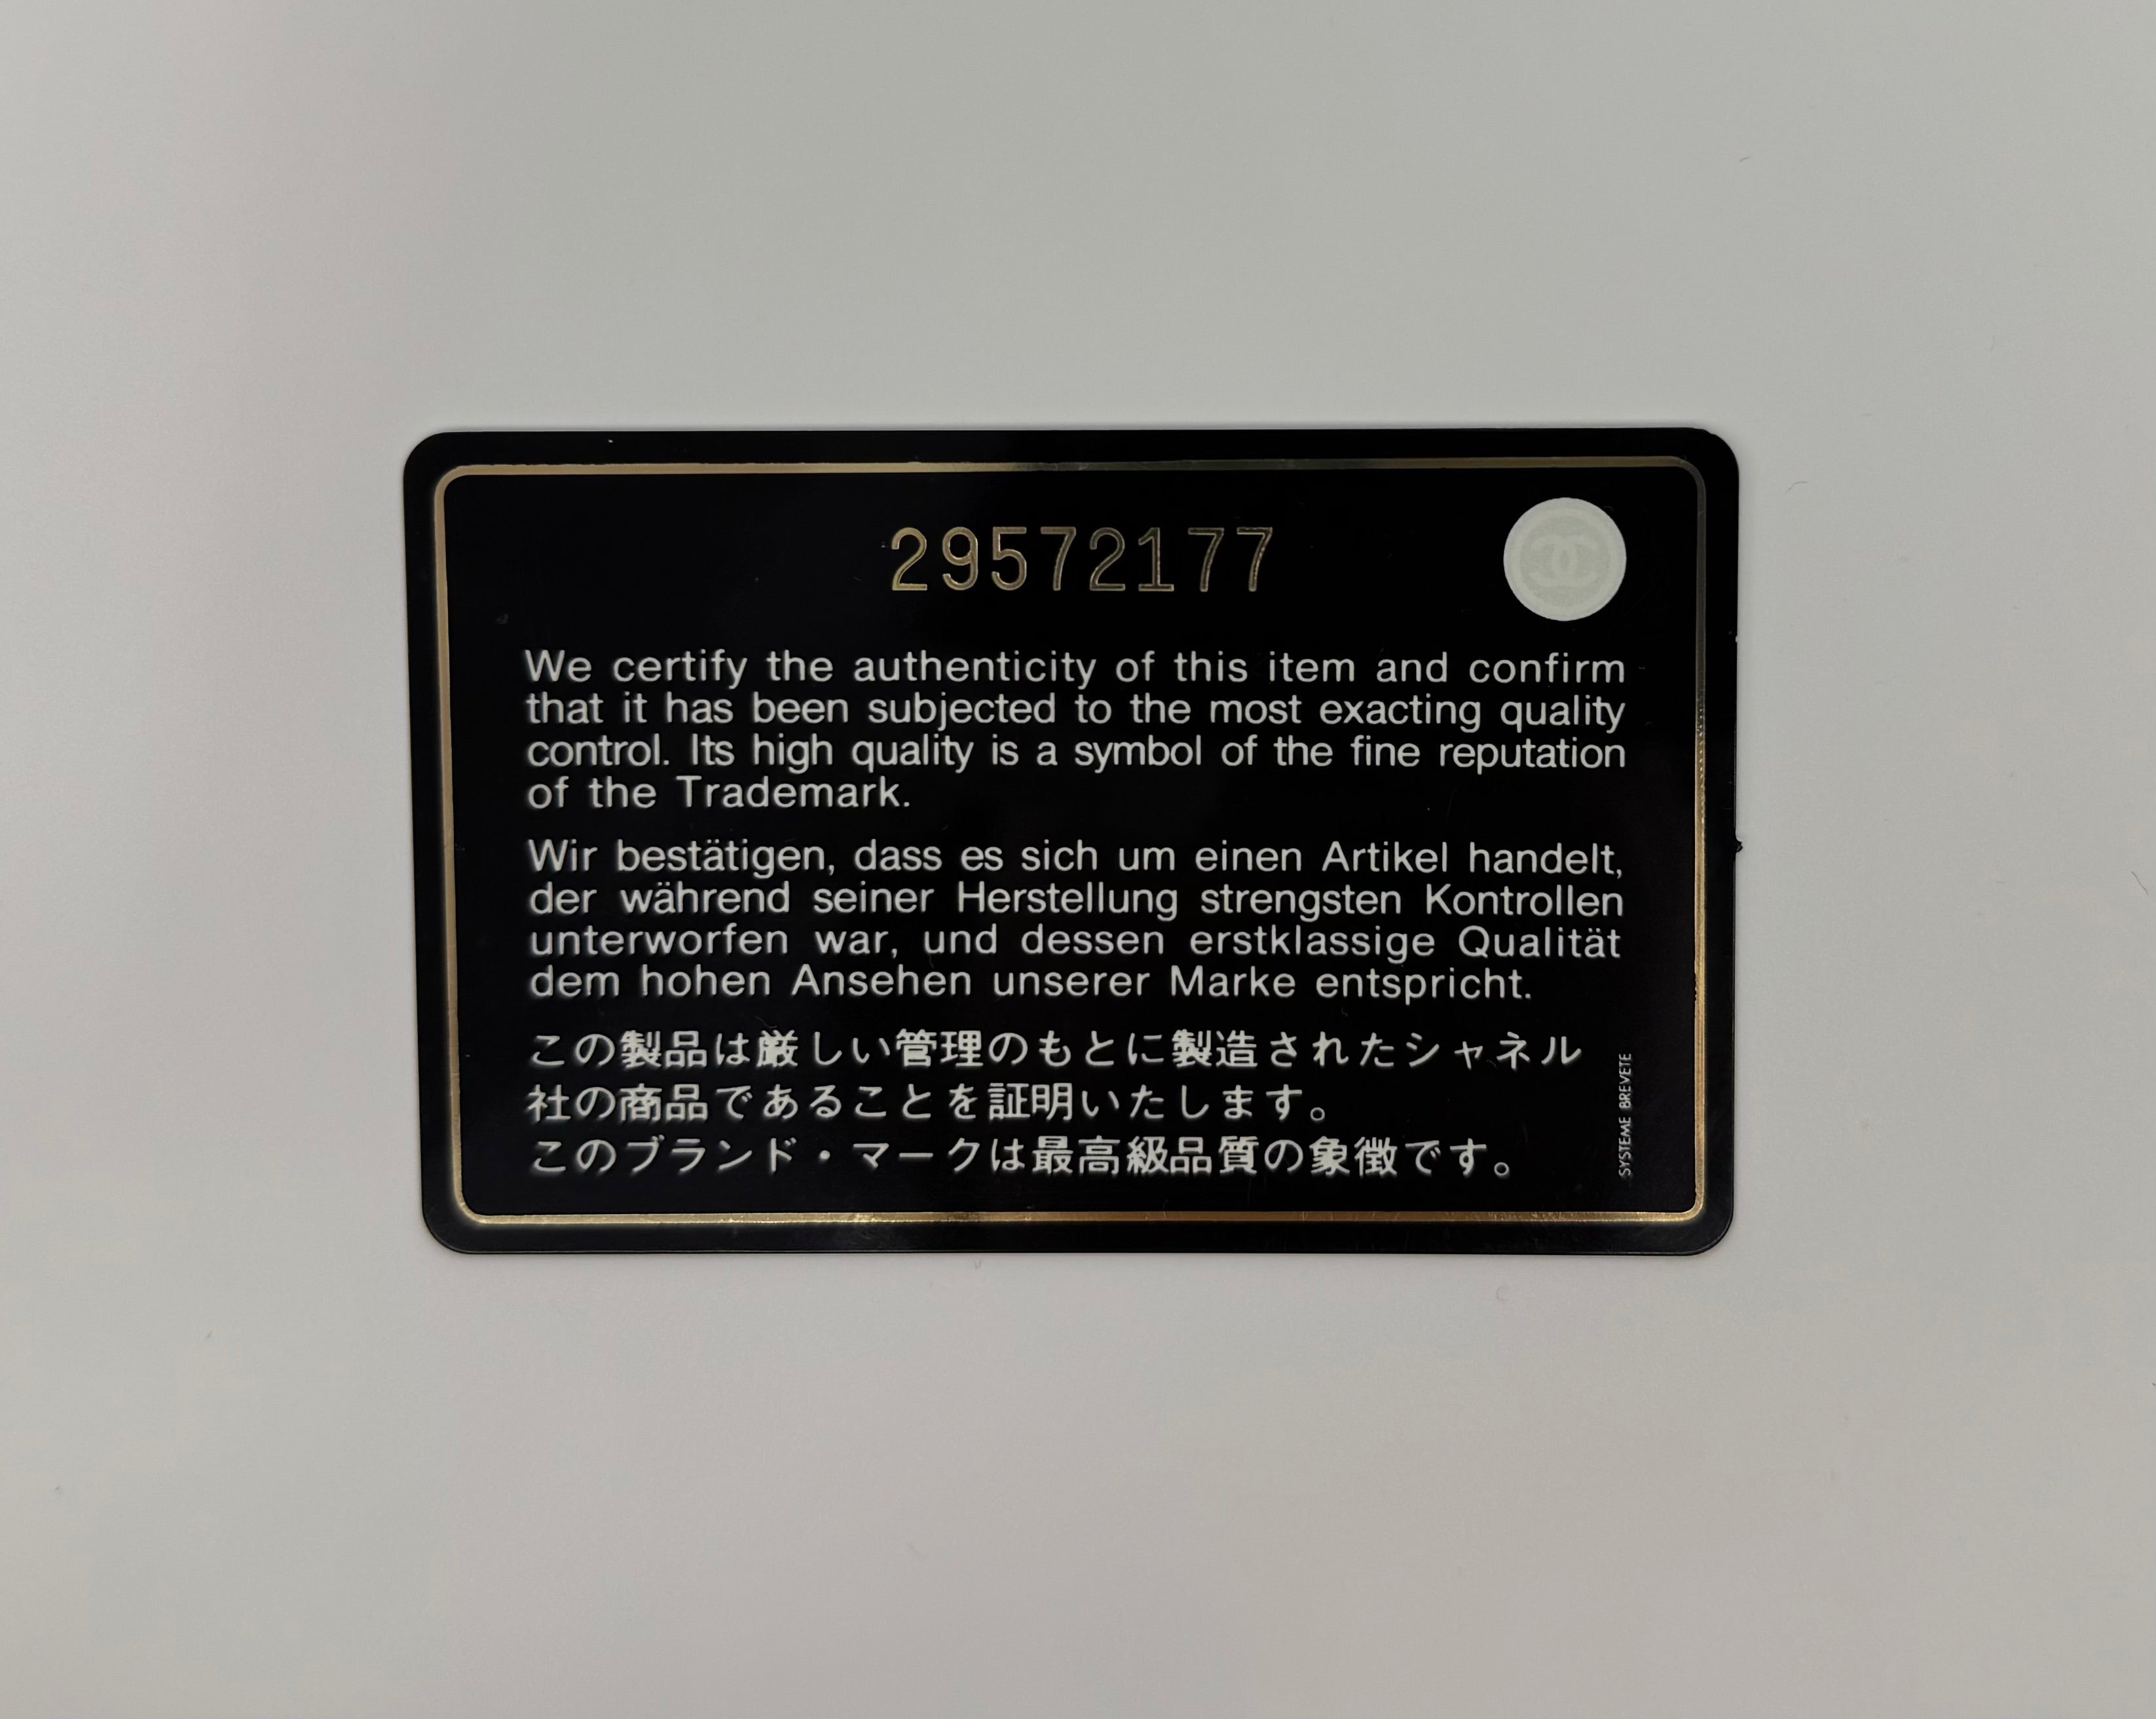 29572177
We certify the authenticity of this item and confirm
that it has been subjected to the most exacting quality
control. Its high quality is a symbol of the fine reputation
of the Trademark.
Wir bestätigen, dass es sich um einen Artikel handelt,
der während seiner Herstellung strengsten Kontrollen
unterworfen war, und dessen erstklassige Qualität
dem hohen Ansehen unserer Marke entspricht.
この製品は厳しい管理のもとに製造されたシャネル
社の商品であることを証明いたします。
このブランド・マークは最高級品質の象徴です。
SYSTEME BREVETE